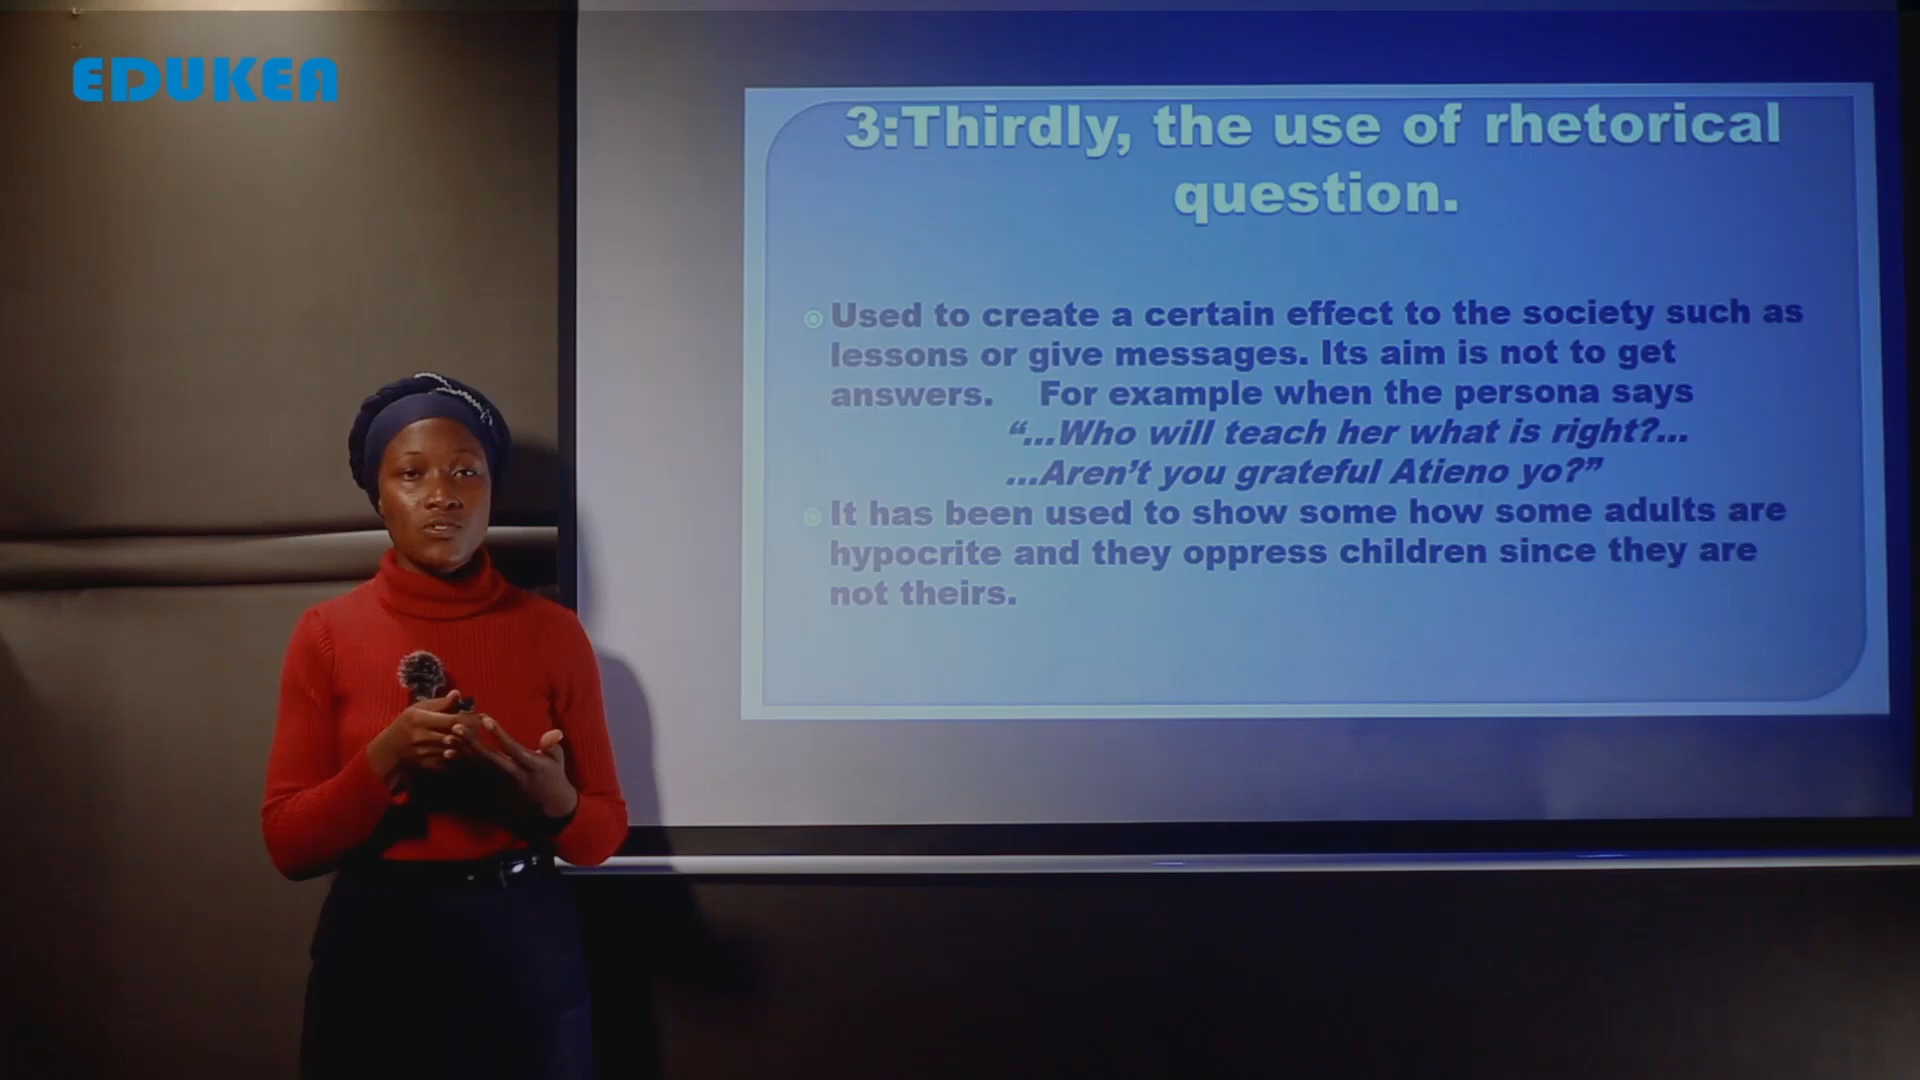 EDUKEA
3:Thirdly, the use of rhetorical
question.
Used to create a certain effect to the society such as
lessons or give messages. Its aim is not to get
answers. For example when the persona says
“...Who will teach her what is right?...
...Aren’t you grateful Atieno yo?”
It has been used to show some how some adults are
hypocrite and they oppress children since they are
not theirs.